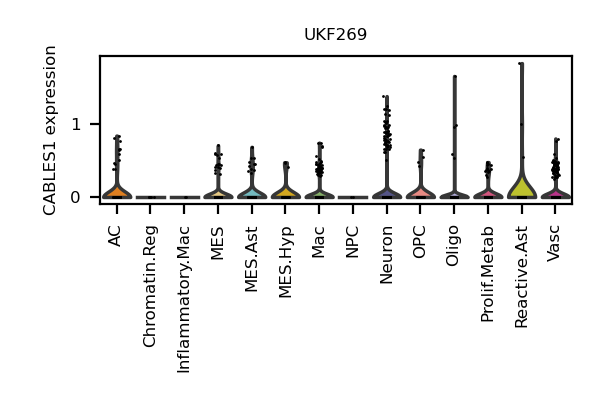 UKF269
CABLES1 expression
1
0
AC
Chromatin.Reg
Inflammatory.Mac
MES
MES.Ast
MES.Hyp
Mac
NPC
Neuron
OPC
Oligo
Prolif.Metab
Reactive.Ast
Vasc